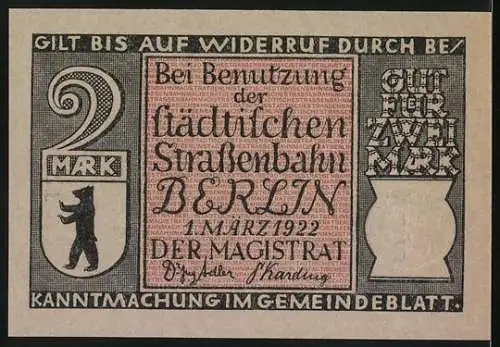 GILT BIS AUF WIDERRUF DURCH BE/
2
MARK
Bei Benutzung
der
städtischen
Straßenbahn
BERLIN
1. MÄRZ 1922
DER MAGISTRAT
GUT
FÜR
ZWEI
MARK
KANNTMACHUNG IM GEMEINDEBLATT.